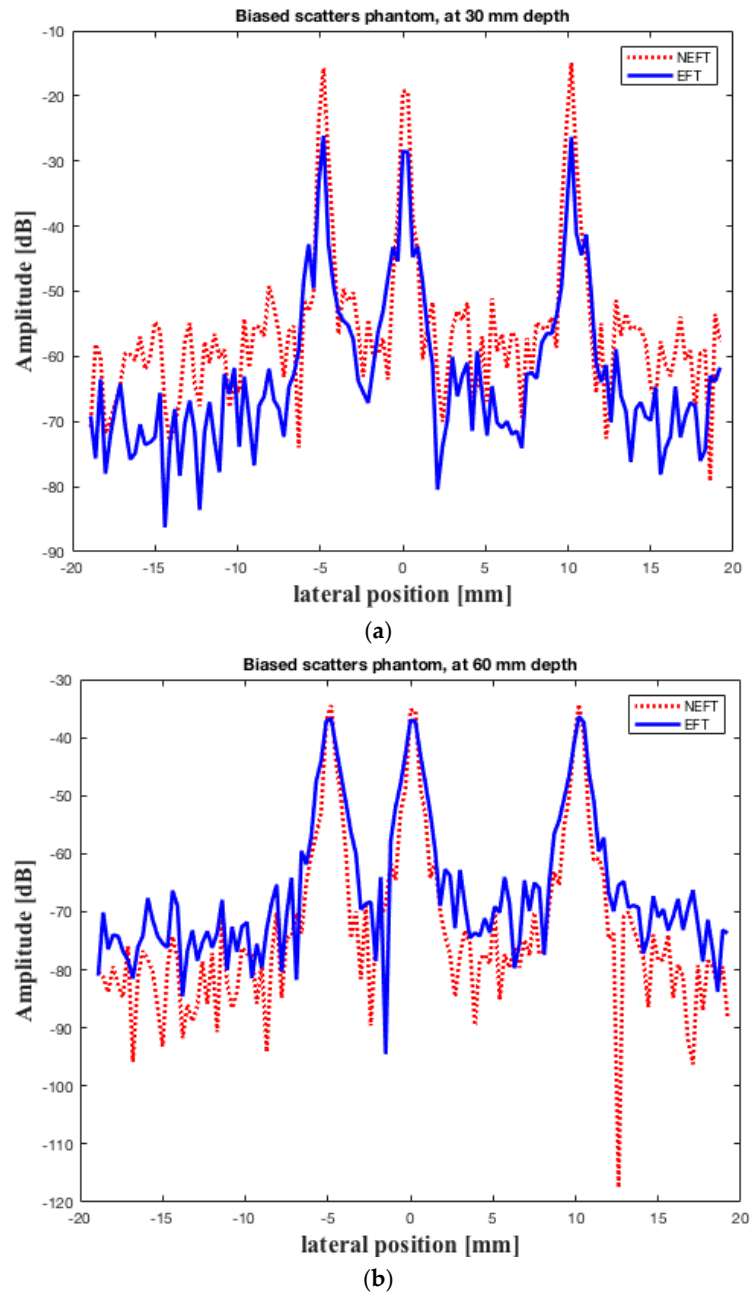 Biased scatters phantom, at 30 mm depth
-10
-20
-30
-40
-50
-60
-70
-80
-90
Amplitude [dB]
NEFT
EFT
-20 -15 -10 -5 0 5 10 15 20
lateral position [mm]
(a)
Biased scatters phantom, at 60 mm depth
-30
-40
-50
-60
-70
-80
-90
-100
-110
-120
Amplitude [dB]
NEFT
EFT
-20 -15 -10 -5 0 5 10 15 20
lateral position [mm]
(b)